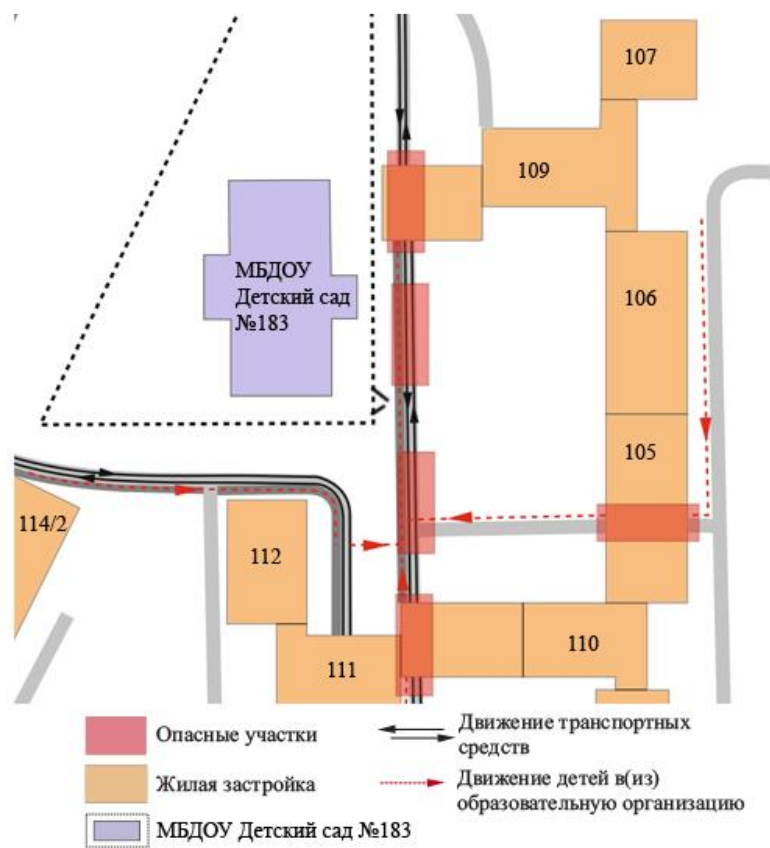 107
109
МБДОУ
Детский сад
№183
106
105
114/2
112
111
110
Опасные участки
Жилая застройка
МБДОУ Детский сад №183
Движение транспортных
средств
Движение детей в(из)
образовательную организацию